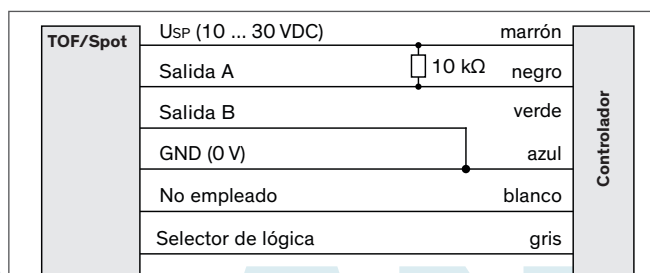 TOF/Spot
USP (10 ... 30 VDC)
marrón
10 kΩ
Salida A
negro
Salida B
verde
GND (0 V)
azul
No empleado
blanco
Selector de lógica
gris
Controlador